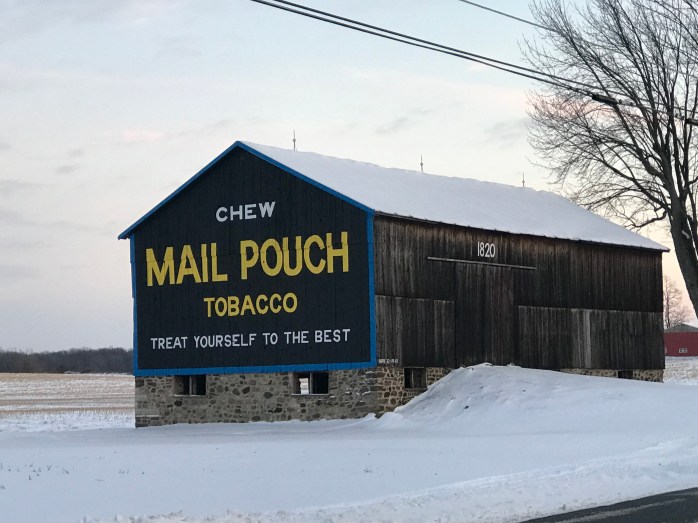 CHEW
MAIL POUCH
TOBACCO
TREAT YOURSELF TO THE BEST
1820